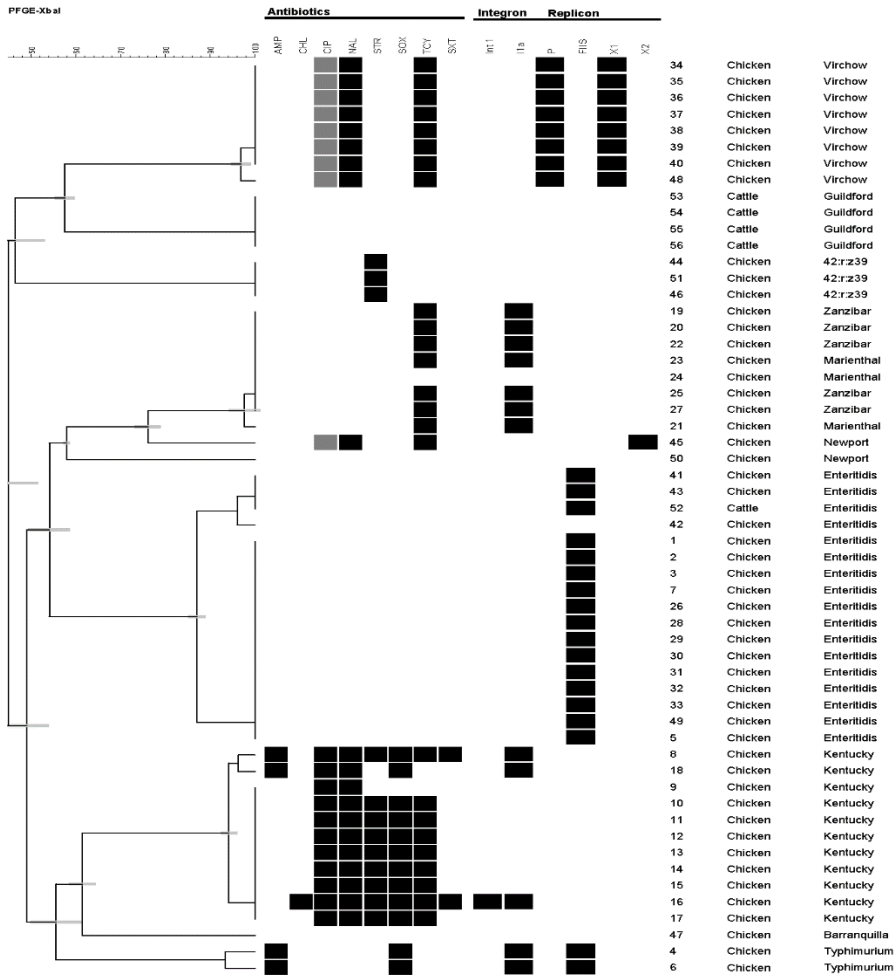 PFGE-XbaI
Antibiotics Integron Replicon
50 60 70 80 90 100
AMP CHL CIP NAL STR SOX TCY SXT Int 1 I1a P FIIS X1 X2
34 Chicken Virchow
35 Chicken Virchow
36 Chicken Virchow
37 Chicken Virchow
38 Chicken Virchow
39 Chicken Virchow
40 Chicken Virchow
48 Chicken Virchow
53 Cattle Guildford
54 Cattle Guildford
55 Cattle Guildford
56 Cattle Guildford
44 Chicken 42:r:z39
51 Chicken 42:r:z39
46 Chicken 42:r:z39
19 Chicken Zanzibar
20 Chicken Zanzibar
22 Chicken Zanzibar
23 Chicken Marienthal
24 Chicken Marienthal
25 Chicken Zanzibar
27 Chicken Zanzibar
21 Chicken Marienthal
45 Chicken Newport
50 Chicken Newport
41 Chicken Enteritidis
43 Chicken Enteritidis
52 Cattle Enteritidis
42 Chicken Enteritidis
1 Chicken Enteritidis
2 Chicken Enteritidis
3 Chicken Enteritidis
7 Chicken Enteritidis
26 Chicken Enteritidis
28 Chicken Enteritidis
29 Chicken Enteritidis
30 Chicken Enteritidis
31 Chicken Enteritidis
32 Chicken Enteritidis
33 Chicken Enteritidis
49 Chicken Enteritidis
5 Chicken Enteritidis
8 Chicken Kentucky
18 Chicken Kentucky
9 Chicken Kentucky
10 Chicken Kentucky
11 Chicken Kentucky
12 Chicken Kentucky
13 Chicken Kentucky
14 Chicken Kentucky
15 Chicken Kentucky
16 Chicken Kentucky
17 Chicken Kentucky
47 Chicken Barranquilla
4 Chicken Typhimurium
6 Chicken Typhimurium